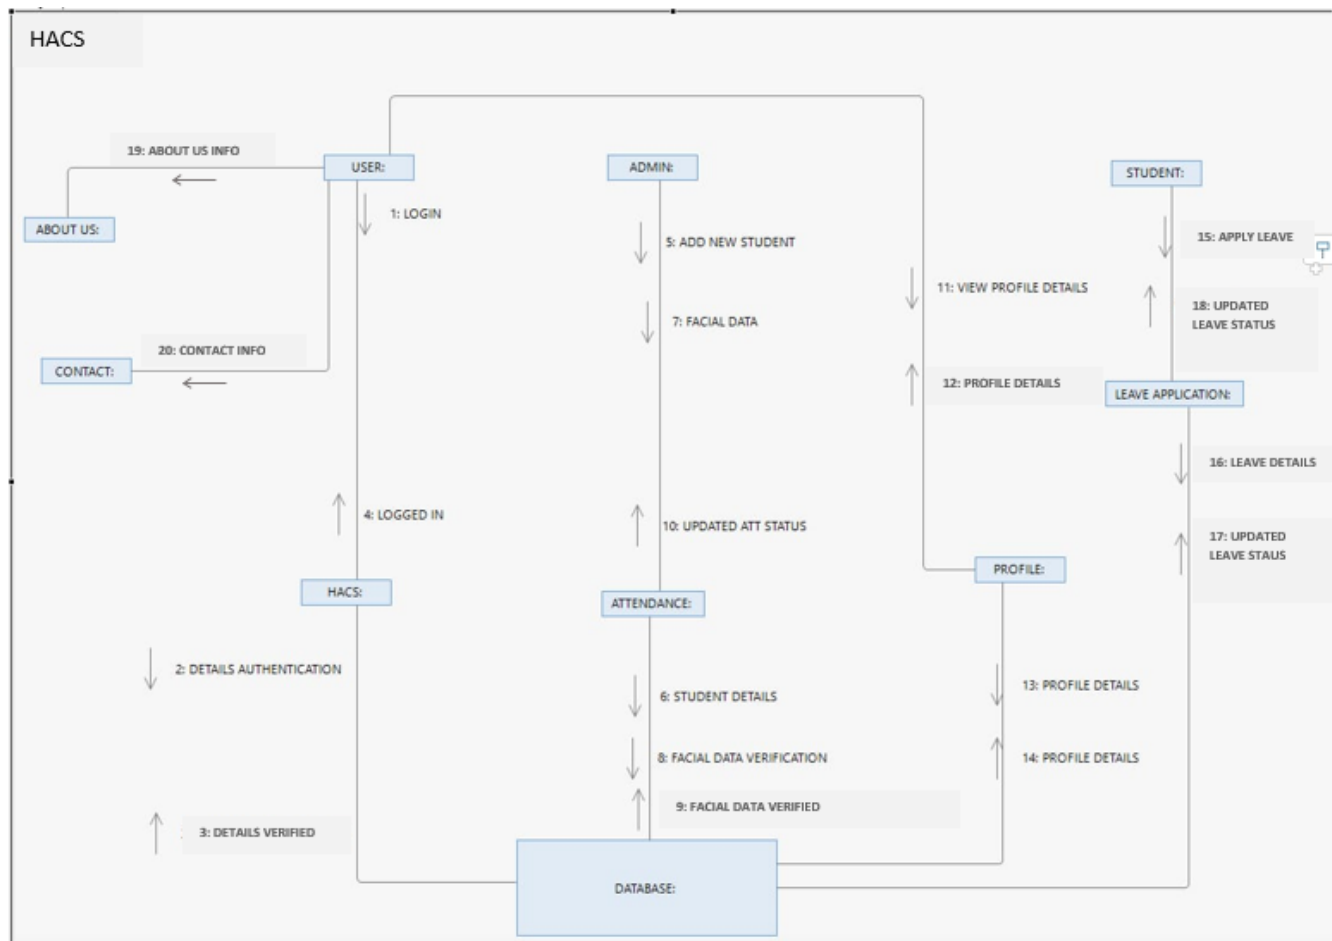 HACS
19: ABOUT US INFO
USER:
ADMIN:
STUDENT:
1: LOGIN
ABOUT US:
5: ADD NEW STUDENT
15: APPLY LEAVE
11: VIEW PROFILE DETAILS
18: UPDATED
LEAVE STATUS
7: FACIAL DATA
20: CONTACT INFO
CONTACT:
12: PROFILE DETAILS
LEAVE APPLICATION:
16: LEAVE DETAILS
4: LOGGED IN
10: UPDATED ATT STATUS
17: UPDATED
LEAVE STAUS
PROFILE:
HACS:
ATTENDANCE:
2: DETAILS AUTHENTICATION
6: STUDENT DETAILS
13: PROFILE DETAILS
8: FACIAL DATA VERIFICATION
14: PROFILE DETAILS
9: FACIAL DATA VERIFIED
3: DETAILS VERIFIED
DATABASE: